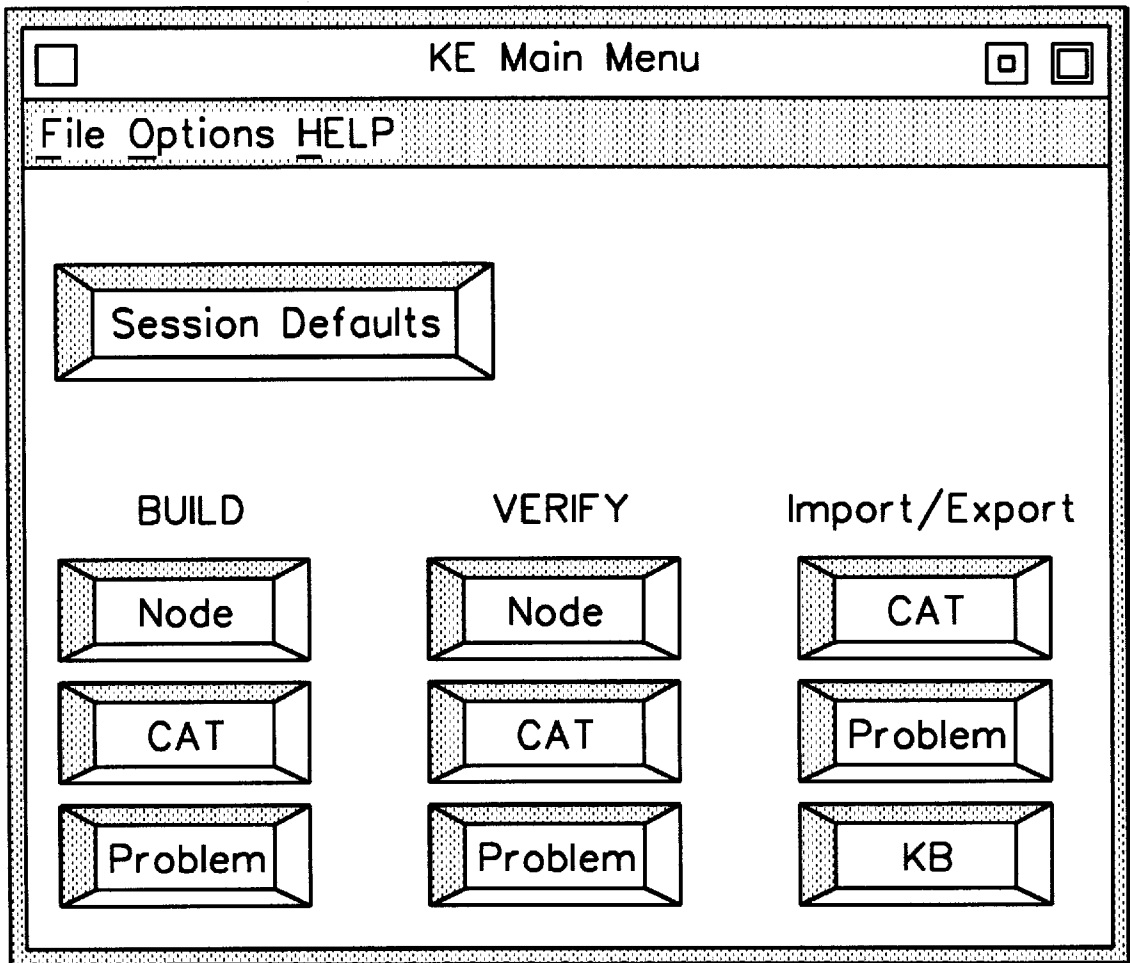 KE Main Menu
File Options HELP
Session Defaults
BUILD VERIFY Import/Export
Node Node CAT
CAT CAT Problem
Problem Problem KB